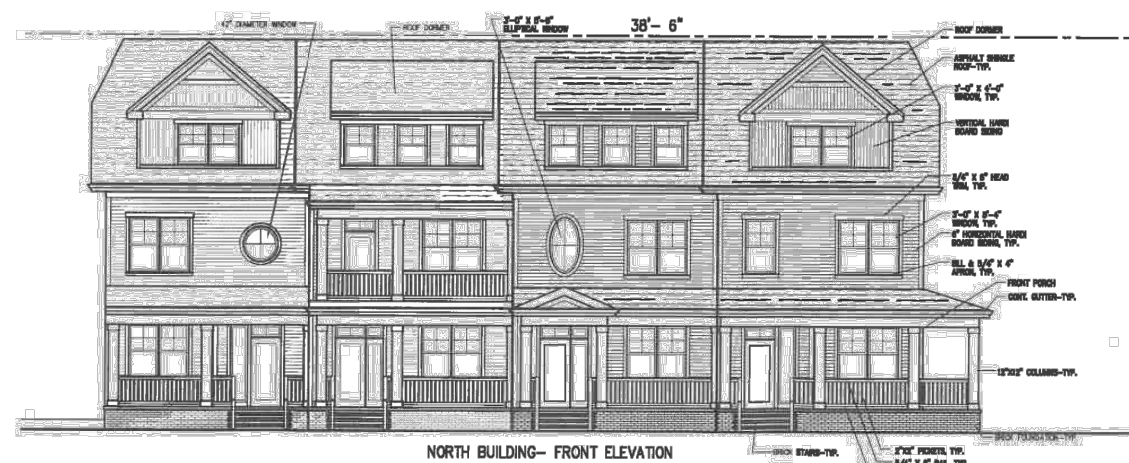 42" DIAMETER WINDOW
ROOF DORMER
3'-0" X 5'-6"
ELLIPTICAL WINDOW
38'- 6"
ROOF DORMER
ASPHALT SHINGLE
ROOF-TYP.
3'-0" X 4'-0"
WINDOW, TYP.
VERTICAL HARDI
BOARD SIDING
5/4" X 6" HEAD
TRIM, TYP.
3'-0" X 5'-4"
WINDOW, TYP.
6" HORIZONTAL HARDI
BOARD SIDING, TYP.
SILL & 5/4" X 4"
APRON, TYP.
FRONT PORCH
CONT. GUTTER-TYP.
12"X12" COLUMNS-TYP.
BRICK FOUNDATION-TYP
NORTH BUILDING- FRONT ELEVATION
BRICK STAIRS-TYP.
2"X2" PICKETS, TYP.